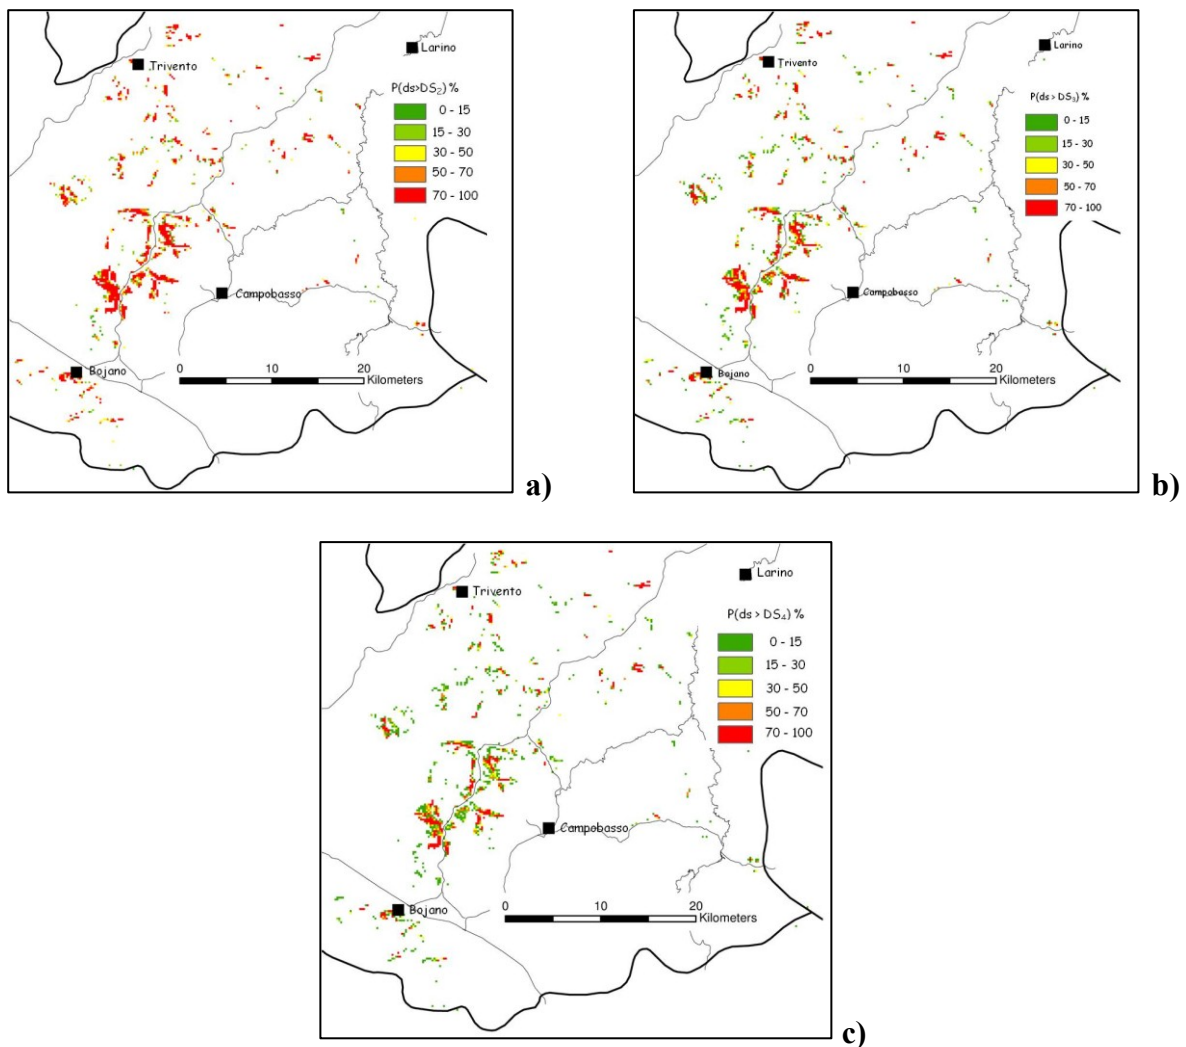 Larino
Trivento
P(ds>DS₂) %
0 - 15
15 - 30
30 - 50
50 - 70
70 - 100
Campobasso
Bojano
0 10 20
Kilometers
a)
Larino
Trivento
P(ds > DS₃) %
0 - 15
15 - 30
30 - 50
50 - 70
70 - 100
Campobasso
Bojano
0 10 20
Kilometers
b)
Larino
Trivento
P(ds > DS₄) %
0 - 15
15 - 30
30 - 50
50 - 70
70 - 100
Campobasso
Bojano
0 10 20
Kilometers
c)